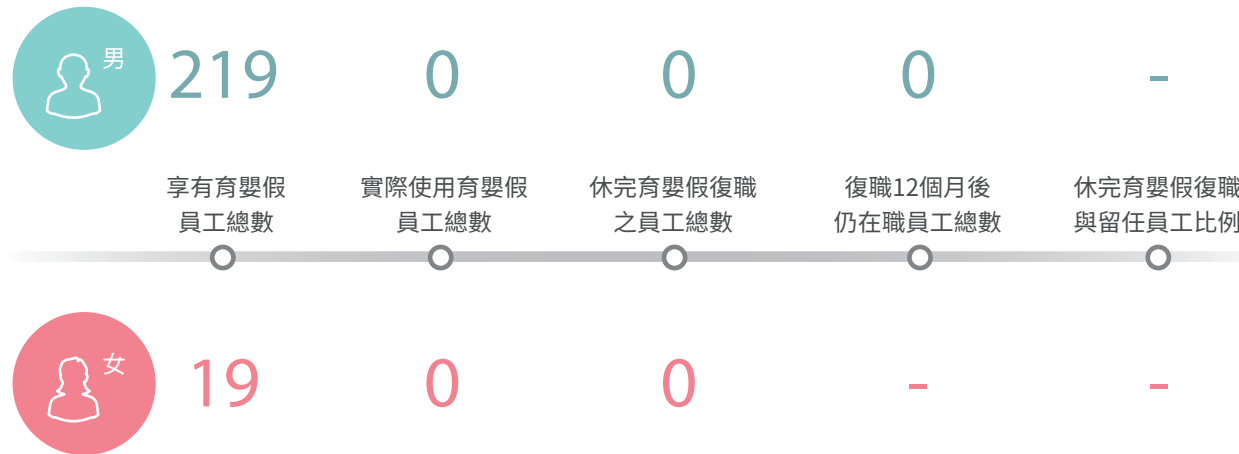 男
219 0 0 0 -
享有育嬰假 實際使用育嬰假 休完育嬰假復職 復職12個月後 休完育嬰假復職
員工總數 員工總數 之員工總數 仍在職員工總數 與留任員工比例
女
19 0 0 - -